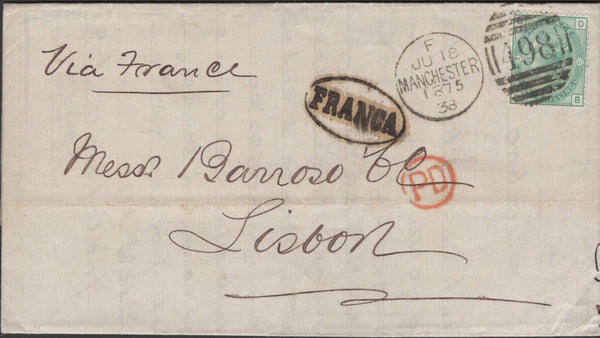 Via France
F
JU 18
MANCHESTER
1875
38
498
D
B
FRANCA
Messrs Barroso & Co
PD
Lisbon